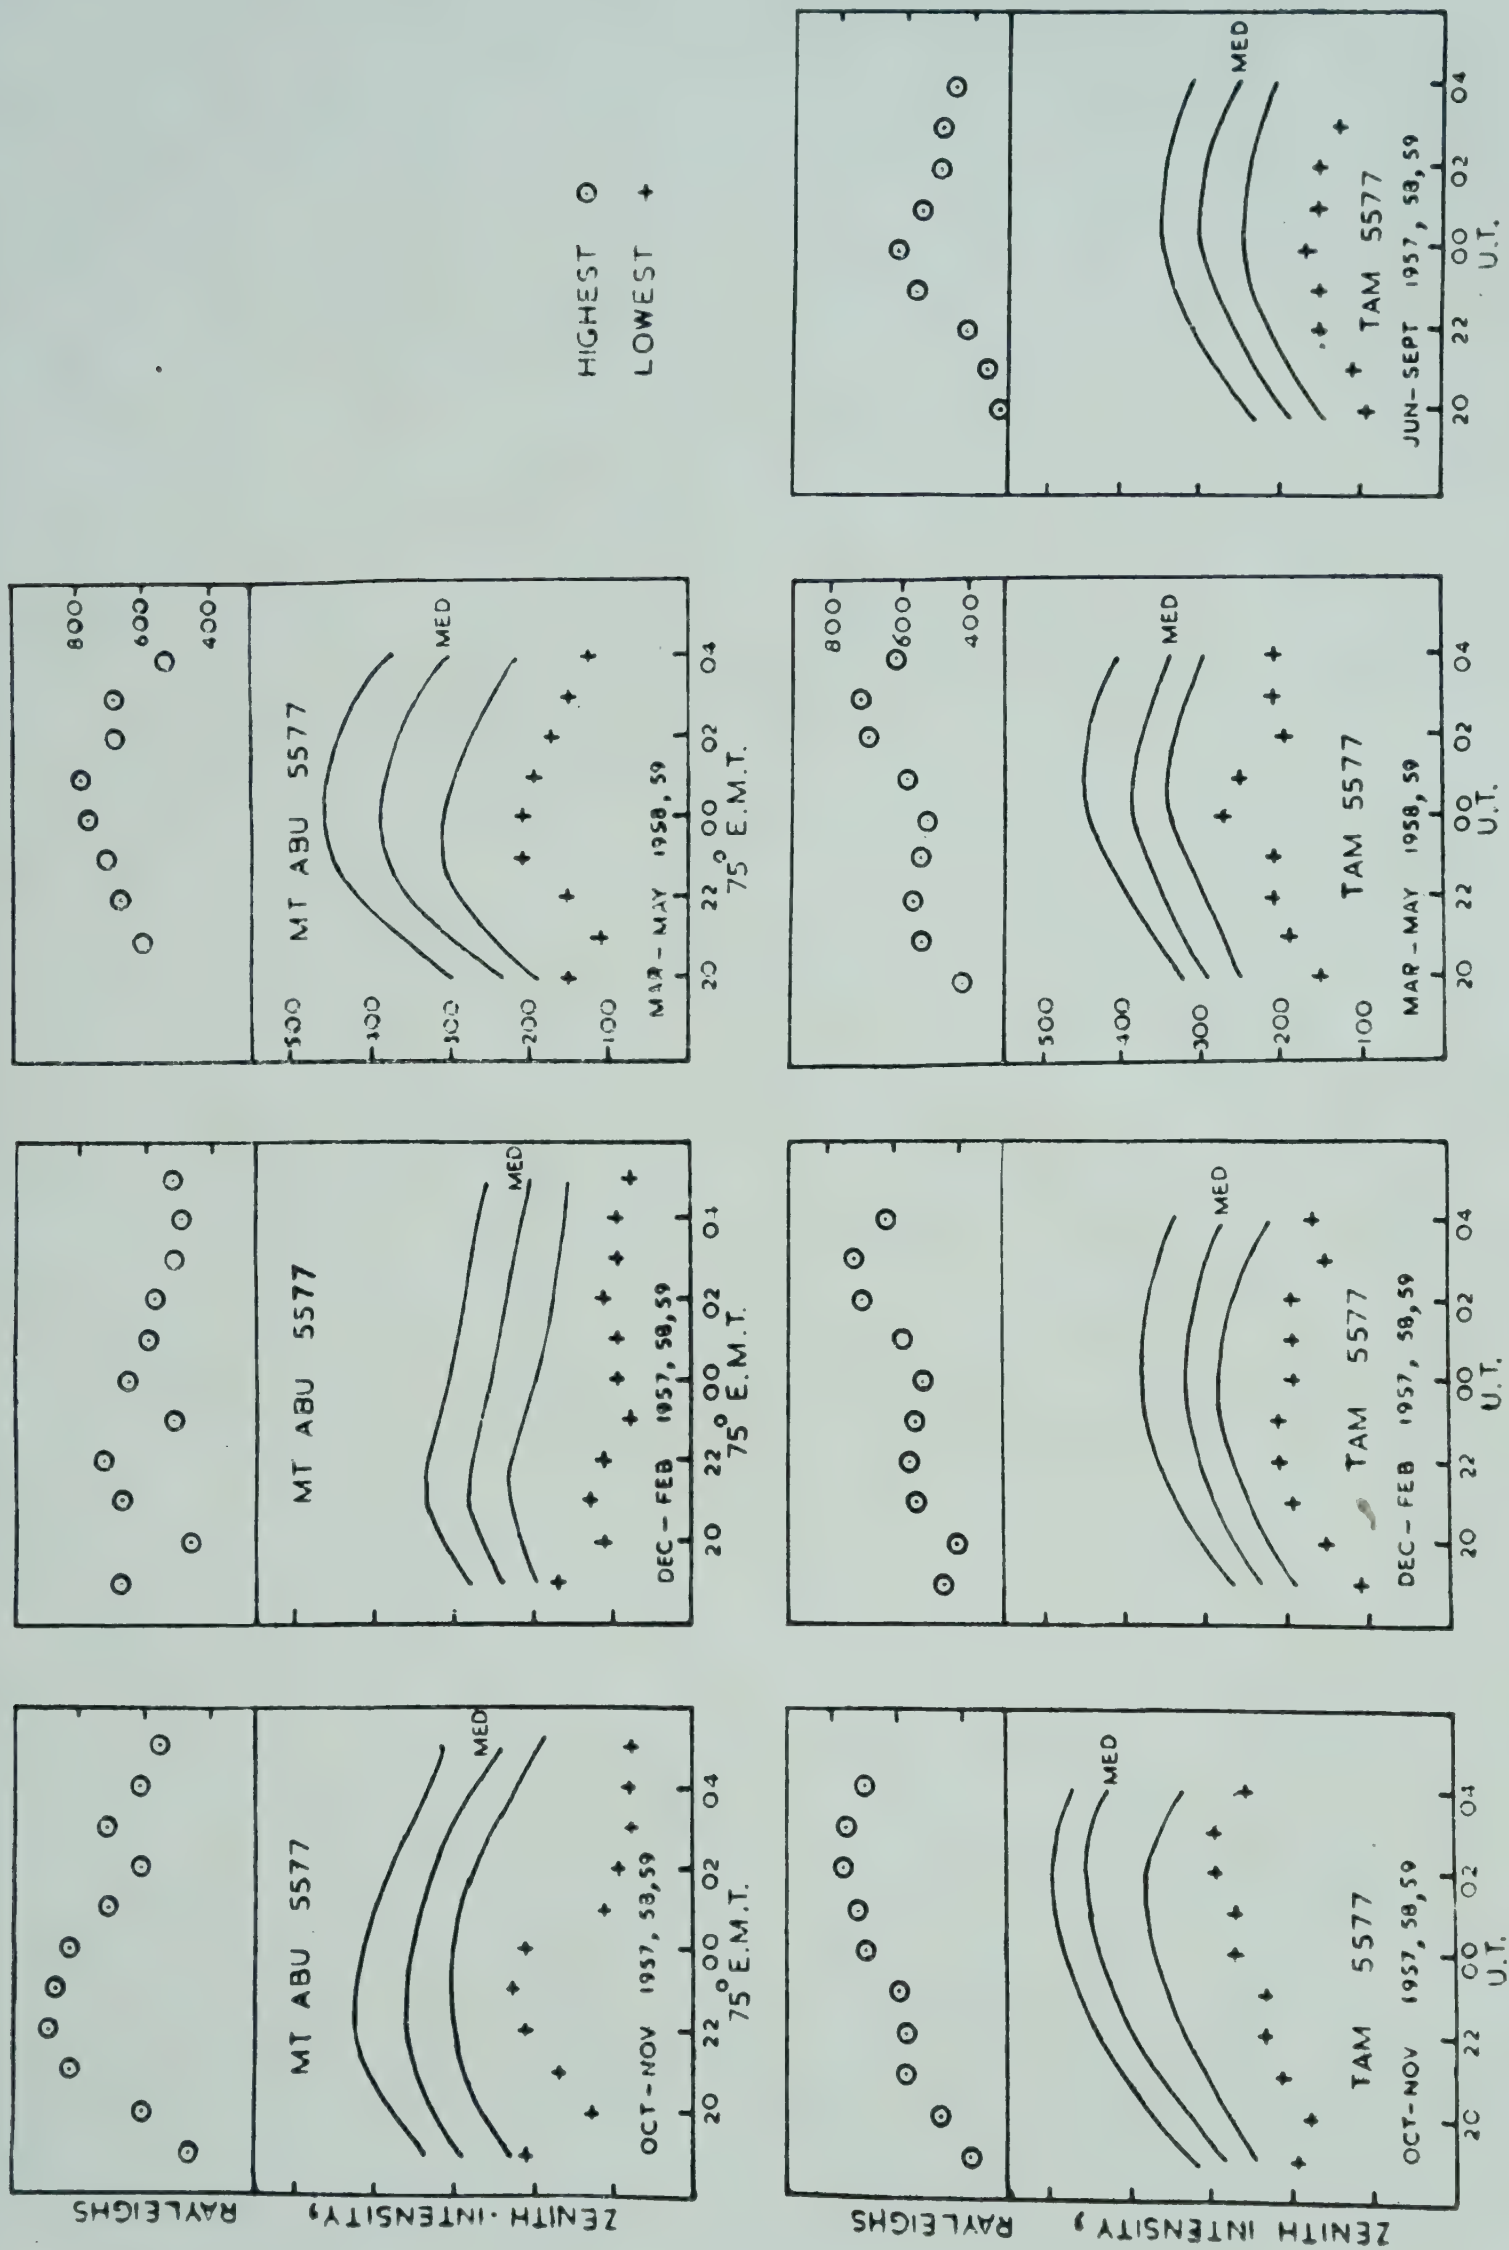 HIGHEST ⊙
LOWEST +
RAYLEIGHS
ZENITH INTENSITY,
MT ABU 5577
MED
OCT-NOV 1957, 58,59
20 22 00 02 04
75° E.M.T.
MT ABU 5577
MED
DEC-FEB 1957, 58,59
20 22 00 02 04
75° E.M.T.
800
600
400
500
400
300
200
100
MT ABU 5577
MED
MAR-MAY 1958, 59
20 22 00 02 04
75° E.M.T.
RAYLEIGHS
ZENITH INTENSITY,
MED
TAM 5577
OCT-NOV 1957, 58,59
20 22 00 02 04
U.T.
MED
TAM 5577
DEC-FEB 1957, 58,59
20 22 00 02 04
U.T.
800
600
400
500
400
300
200
100
MED
TAM 5577
MAR-MAY 1958, 59
20 22 00 02 04
U.T.
MED
TAM 5577
JUN-SEPT 1957, 58, 59
20 22 00 02 04
U.T.